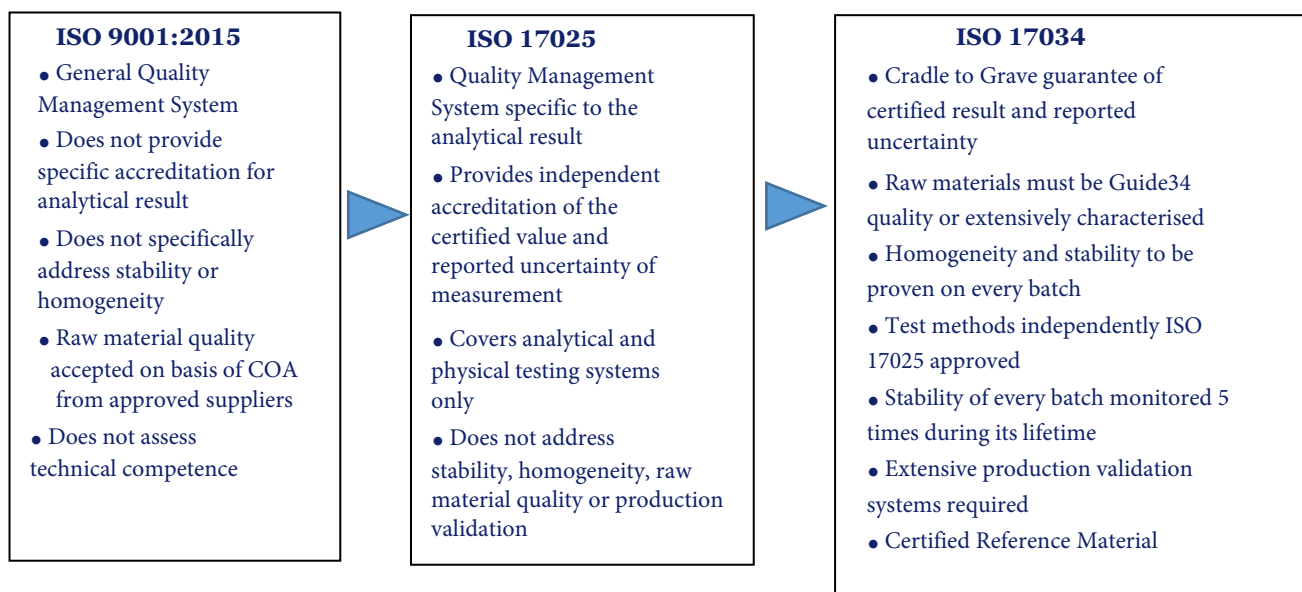 ISO 9001:2015
• General Quality
Management System
• Does not provide
specific accreditation for
analytical result
• Does not specifically
address stability or
homogeneity
• Raw material quality
accepted on basis of COA
from approved suppliers
• Does not assess
technical competence
ISO 17025
• Quality Management
System specific to the
analytical result
• Provides independent
accreditation of the
certified value and
reported uncertainty of
measurement
• Covers analytical and
physical testing systems
only
• Does not address
stability, homogeneity, raw
material quality or production
validation
ISO 17034
• Cradle to Grave guarantee of
certified result and reported
uncertainty
• Raw materials must be Guide34
quality or extensively characterised
• Homogeneity and stability to be
proven on every batch
• Test methods independently ISO
17025 approved
• Stability of every batch monitored 5
times during its lifetime
• Extensive production validation
systems required
• Certified Reference Material